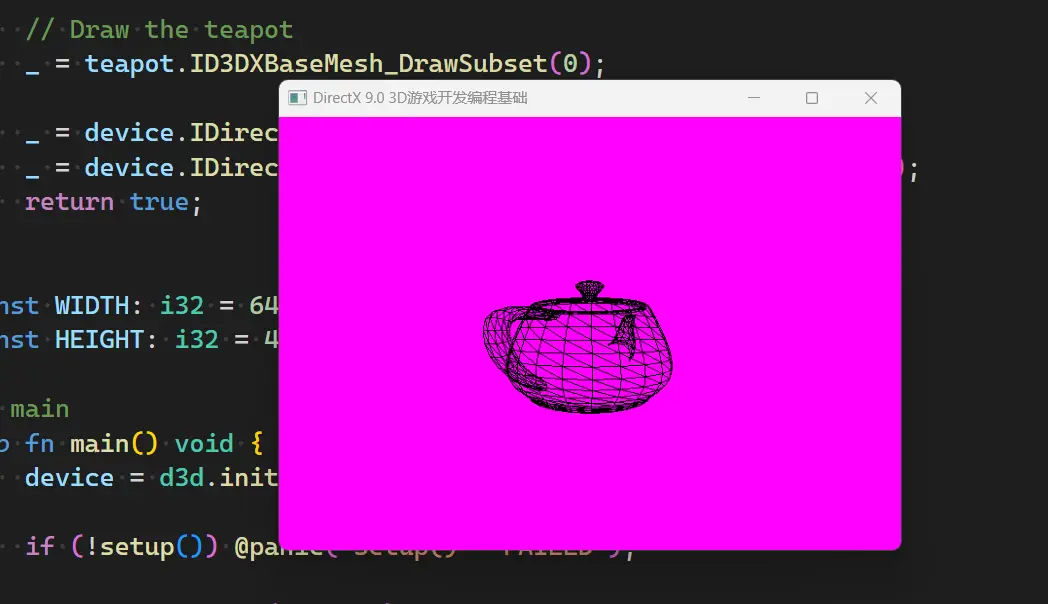 // Draw the teapot
_ = teapot.ID3DXBaseMesh_DrawSubset(0);
DirectX 9.0 3D游戏开发编程基础
_ = device.IDirec
_ = device.IDirec );
return true;
nst WIDTH: i32 = 64
nst HEIGHT: i32 = 4
main
fn main() void {
device = d3d.init
if (!setup()) @panic(